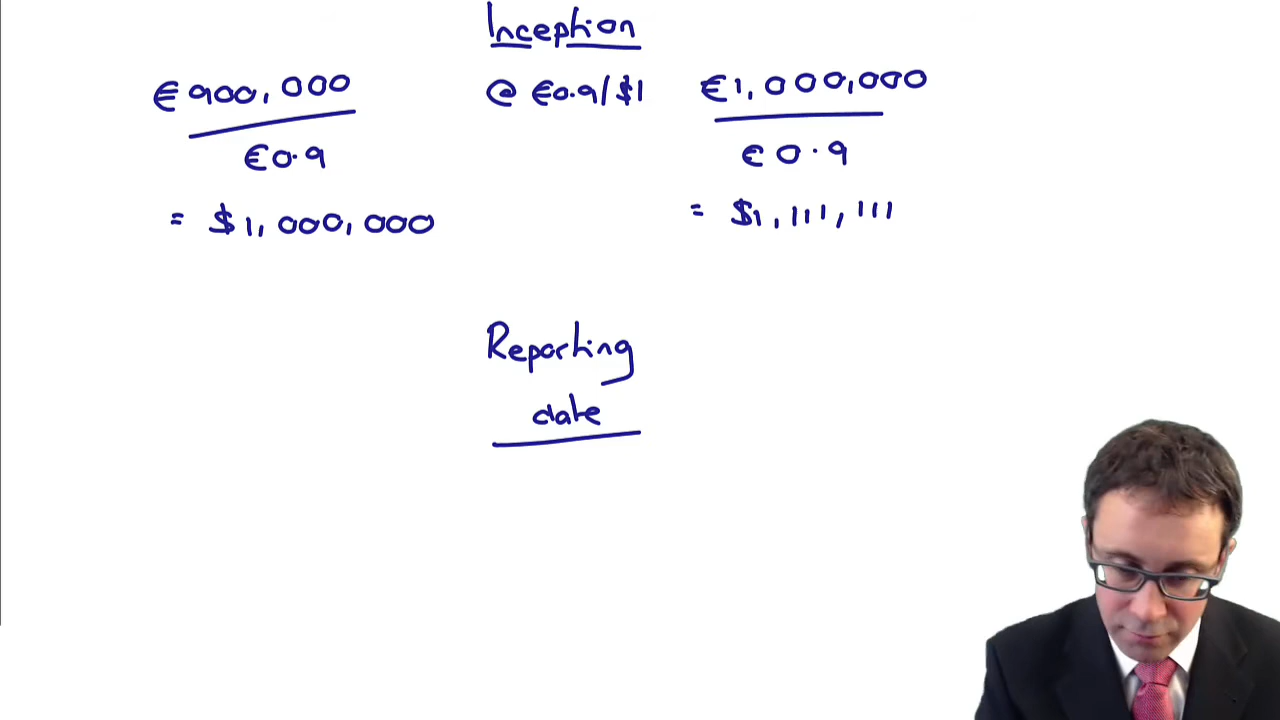 Inception
€900,000 @ €0.9/$1 €1,000,000
€0.9 €0.9
= $1,000,000 = $1,111,111
Reporting
date